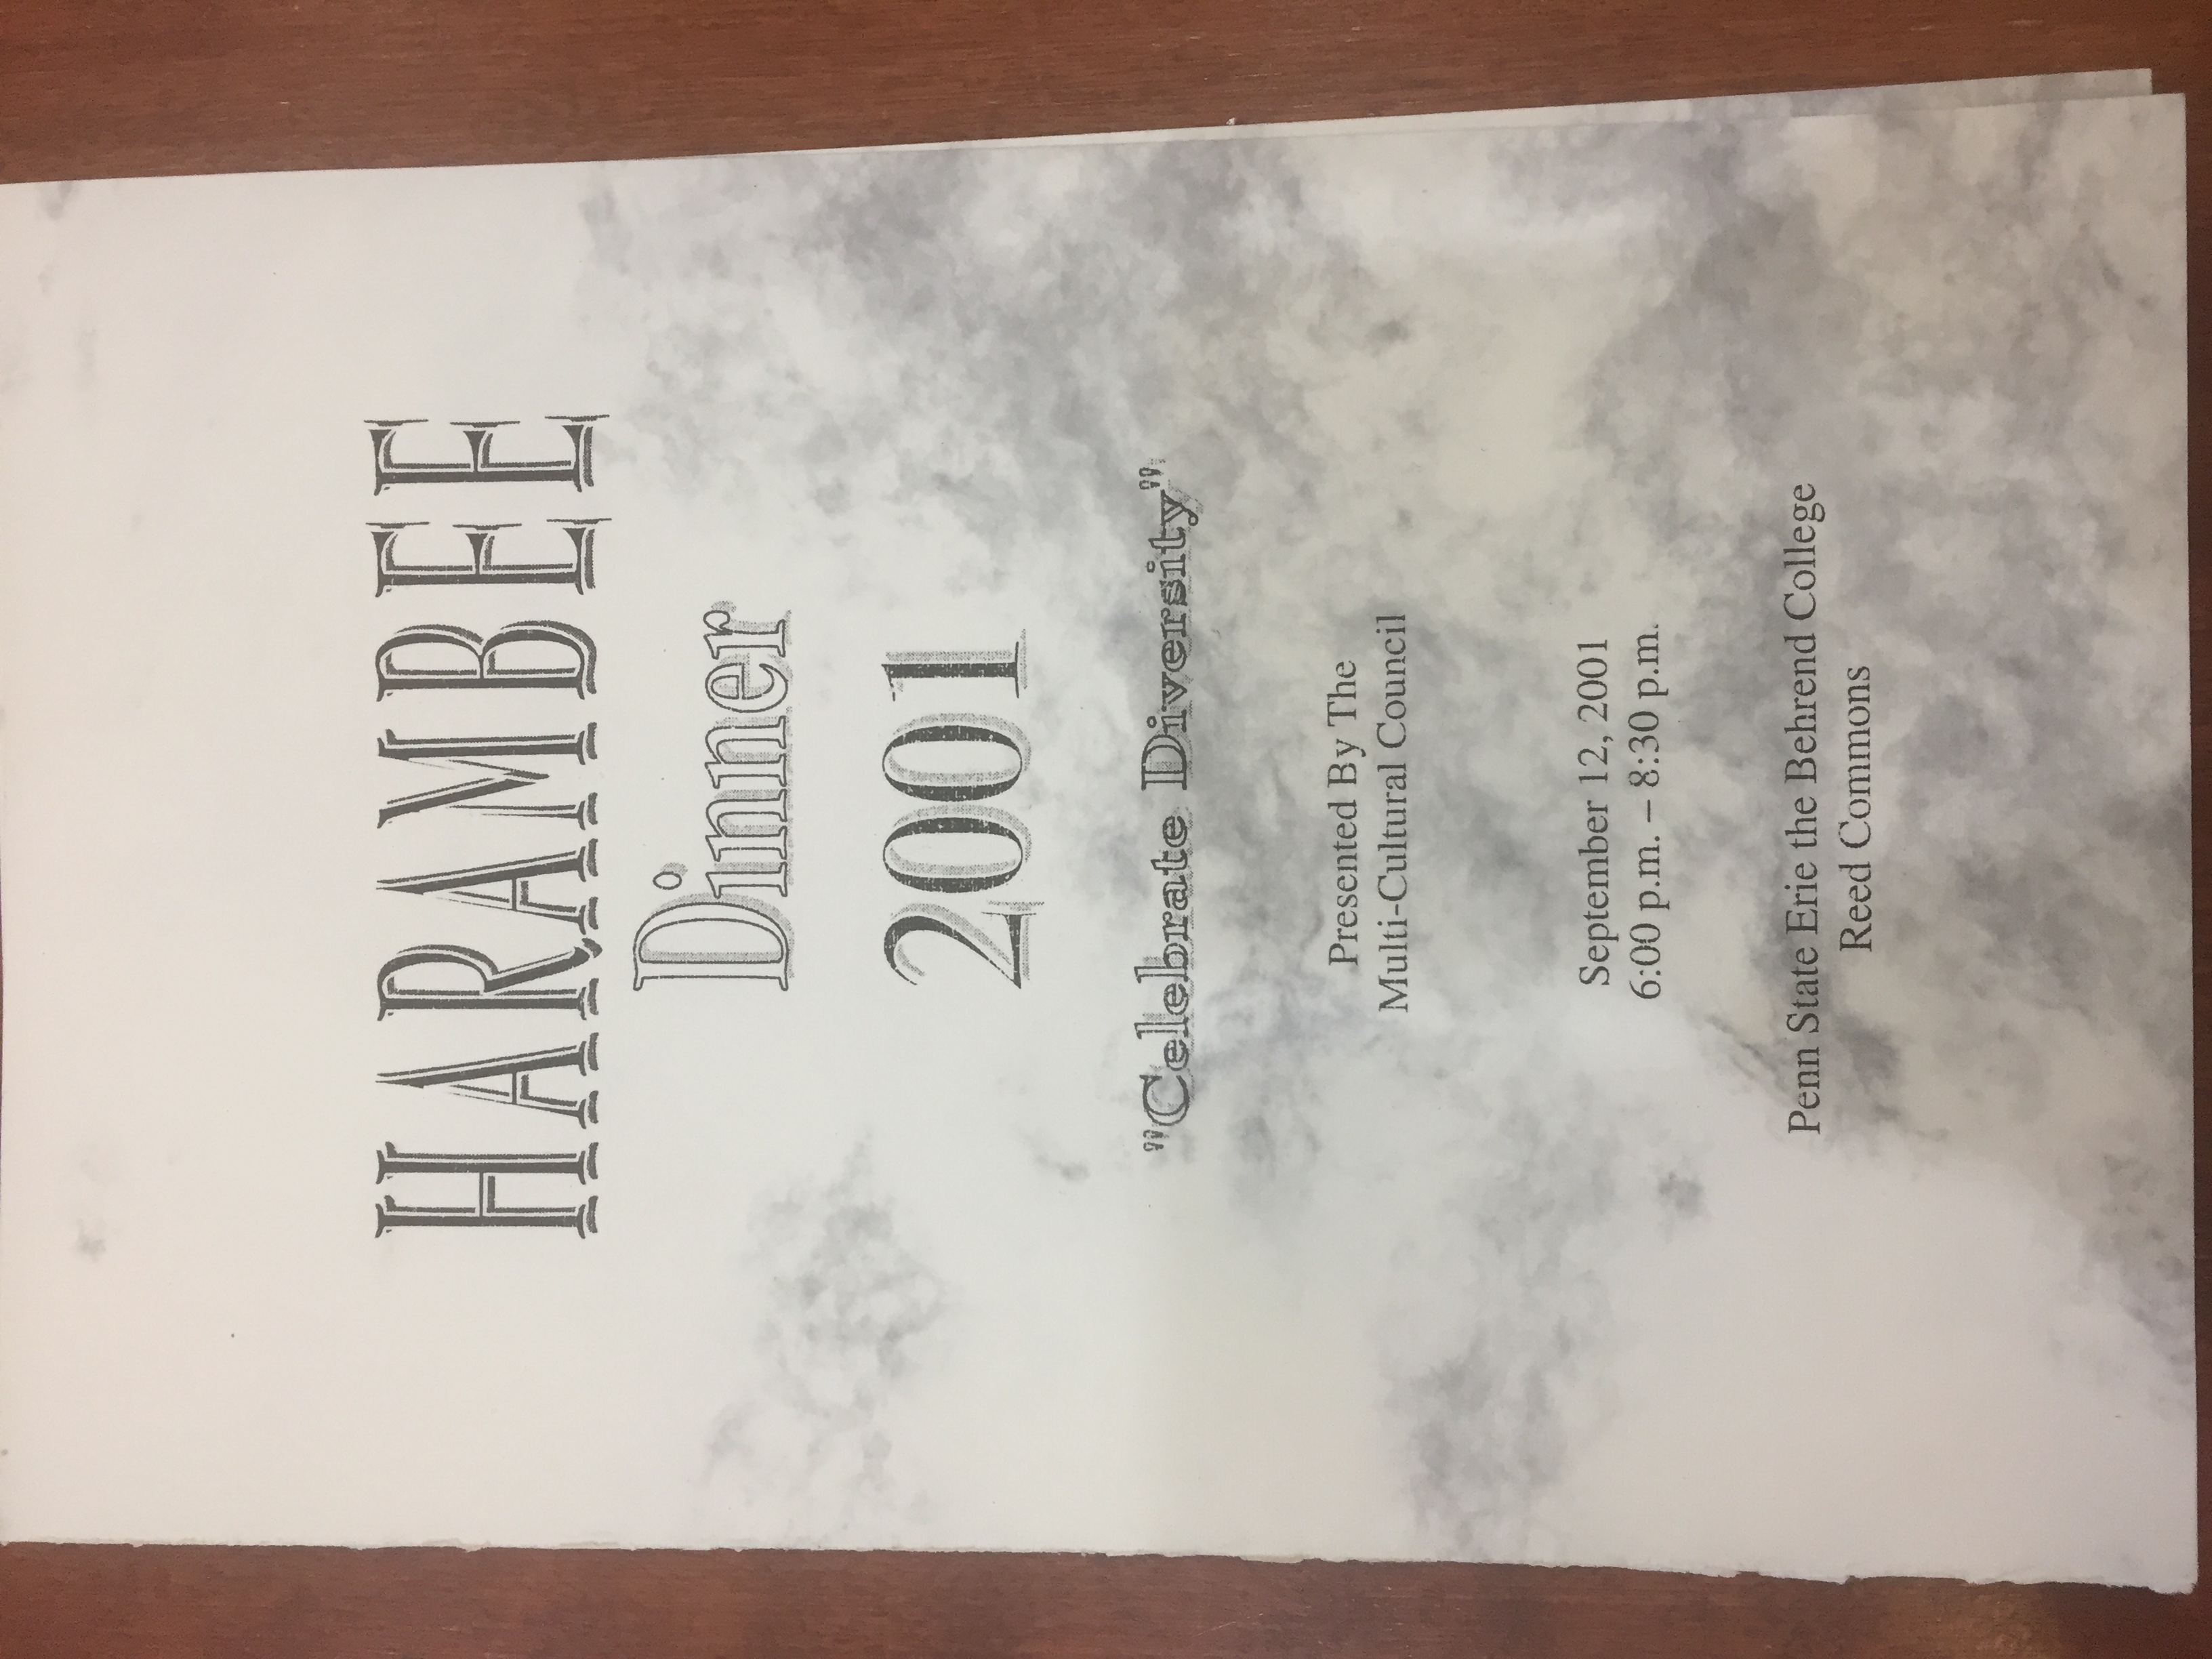 HARAMBEE
Dinner
2001
"Celebrate Diversity"
Presented By The
Multi-Cultural Council
September 12, 2001
6:00 p.m. – 8:30 p.m.
Penn State Erie the Behrend College
Reed Commons